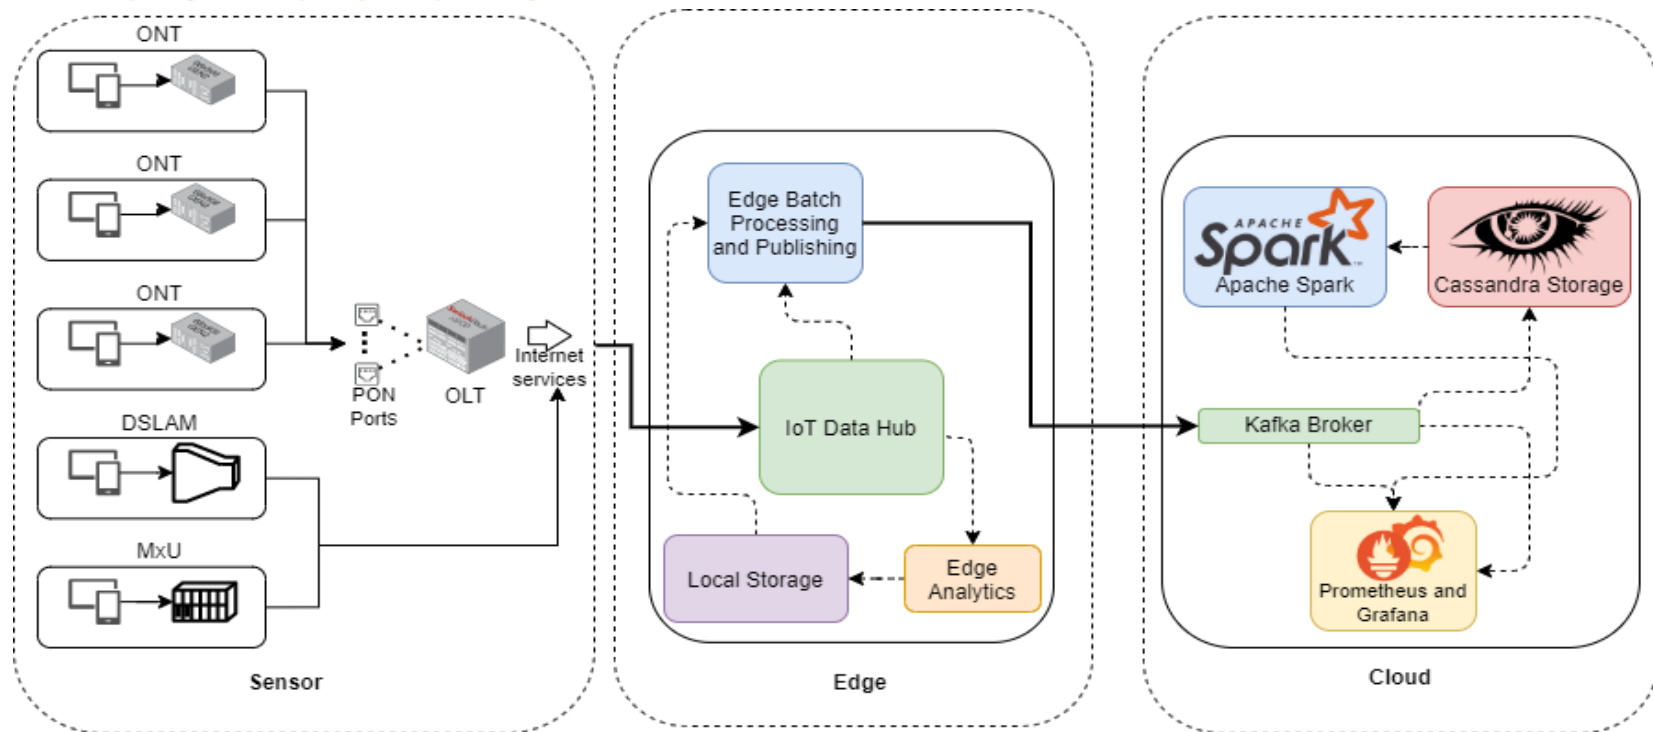 ONT
ONT
ONT
PON
Ports
OLT
Internet
services
DSLAM
MxU
Sensor
Edge Batch
Processing
and Publishing
IoT Data Hub
Local Storage
Edge
Analytics
Edge
APACHE
Spark
Apache Spark
Cassandra Storage
Kafka Broker
Prometheus and
Grafana
Cloud